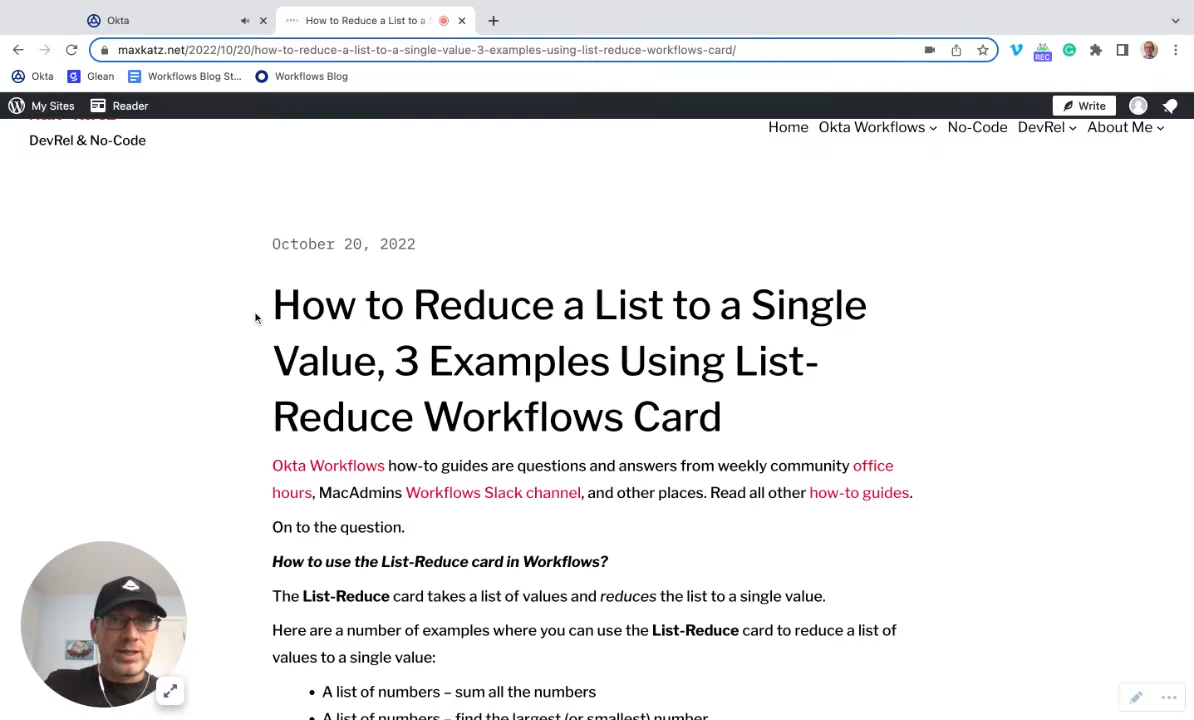 Okta
How to Reduce a List to a S
maxkatz.net/2022/10/20/how-to-reduce-a-list-to-a-single-value-3-examples-using-list-reduce-workflows-card/
REC
Okta
Glean
Workflows Blog St...
Workflows Blog
My Sites
Reader
Write
DevRel & No-Code
Home
Okta Workflows
No-Code
DevRel
About Me
October 20, 2022
How to Reduce a List to a Single
Value, 3 Examples Using List-
Reduce Workflows Card
Okta Workflows how-to guides are questions and answers from weekly community office
hours, MacAdmins Workflows Slack channel, and other places. Read all other how-to guides.
On to the question.
How to use the List-Reduce card in Workflows?
The List-Reduce card takes a list of values and reduces the list to a single value.
Here are a number of examples where you can use the List-Reduce card to reduce a list of
values to a single value:
• A list of numbers – sum all the numbers
• A list of numbers – find the largest (or smallest) number